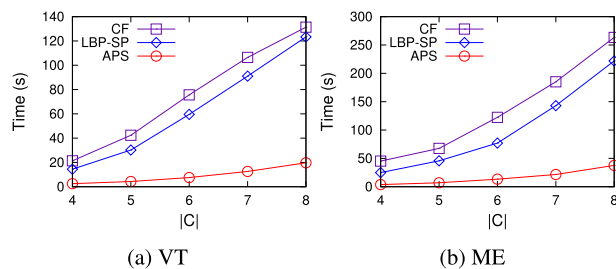 140
120
100
80
60
40
20
0
Time (s)
CF
LBP-SP
APS
4 5 6 7 8
|C|
(a) VT
300
250
200
150
100
50
0
Time (s)
CF
LBP-SP
APS
4 5 6 7 8
|C|
(b) ME